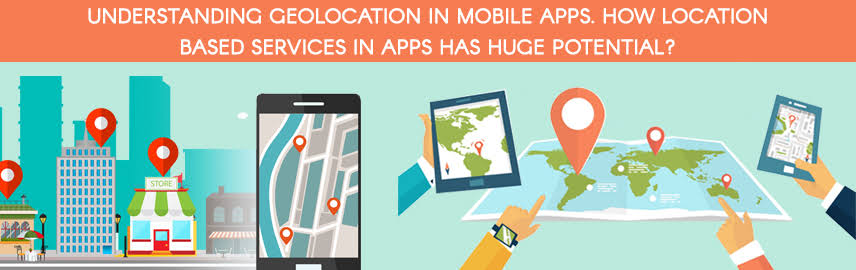 UNDERSTANDING GEOLOCATION IN MOBILE APPS. HOW LOCATION
BASED SERVICES IN APPS HAS HUGE POTENTIAL?
STORE